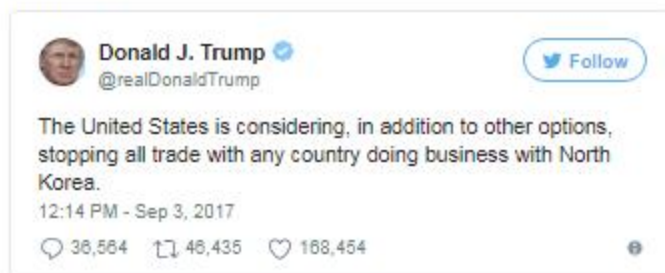 Donald J. Trump
Follow
@realDonaldTrump
The United States is considering, in addition to other options,
stopping all trade with any country doing business with North
Korea.
12:14 PM - Sep 3, 2017
36,564 46,435 168,454